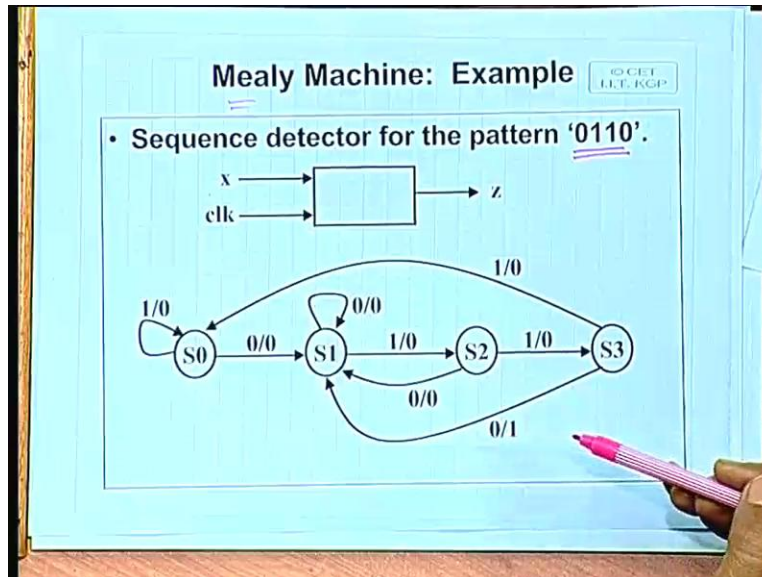 Mealy Machine: Example
© CET
I.I.T. KGP
• Sequence detector for the pattern ‘0110’.
x
z
clk
1/0
1/0
0/0
S0
0/0
S1
1/0
S2
1/0
S3
0/0
0/1